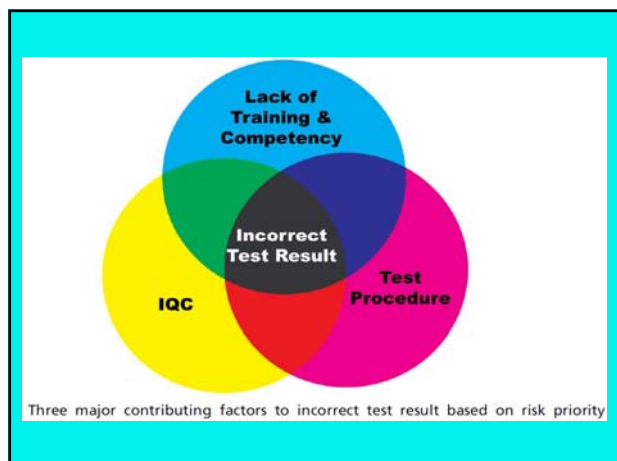 Lack of
Training &
Competency
Incorrect
Test Result
IQC
Test
Procedure
Three major contributing factors to incorrect test result based on risk priority